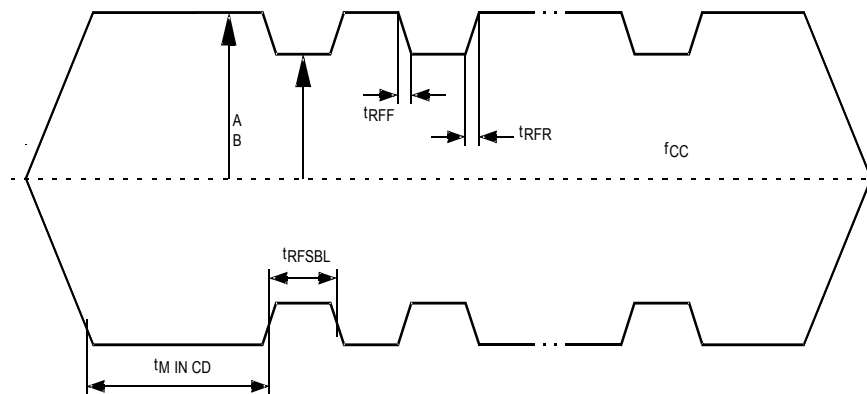 A
B
tRFF
tRFR
fCC
tRFSBL
tM IN CD